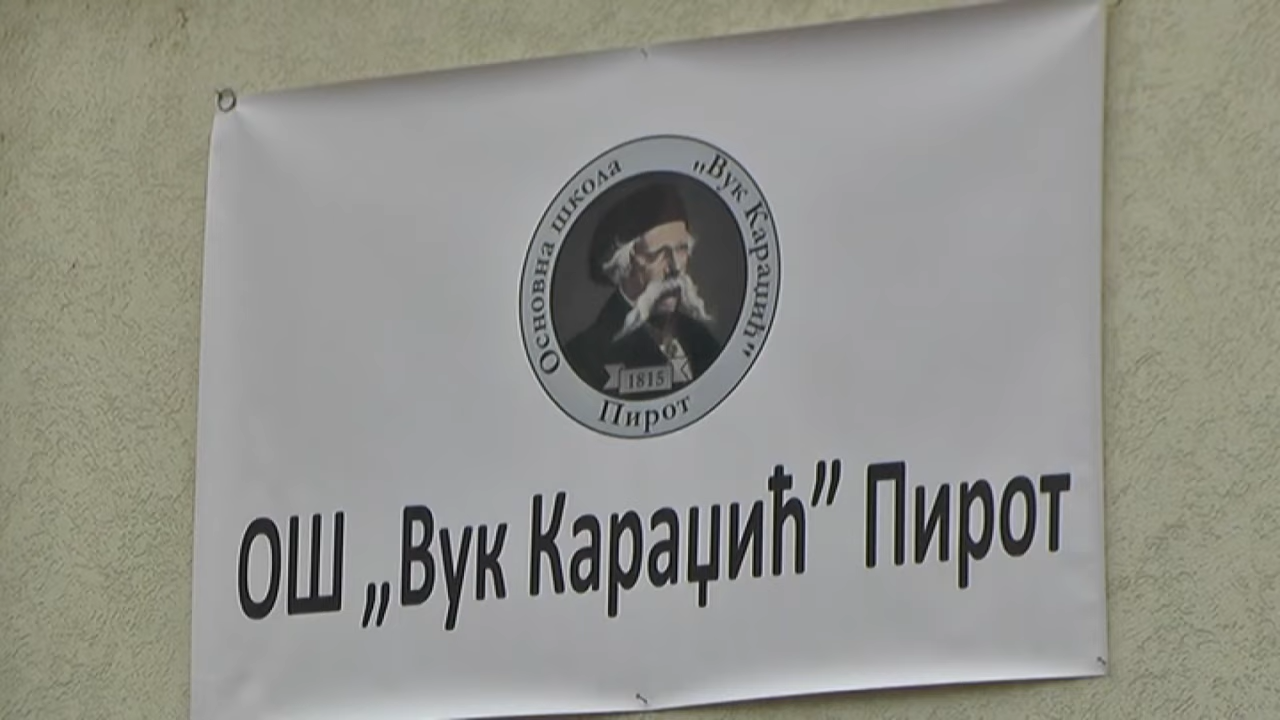 Основна школа
„Вук Караџић“
1815
Пирот
ОШ „Вук Караџић” Пирот